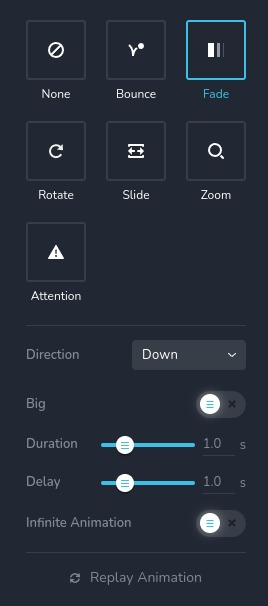 None Bounce Fade
Rotate Slide Zoom
Attention
Direction Down
Big
Duration 1.0 s
Delay 1.0 s
Infinite Animation
Replay Animation